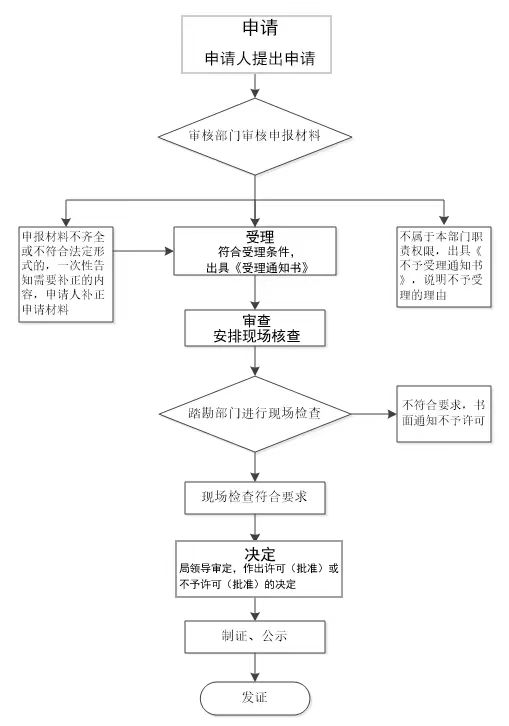 申请
申请人提出申请
审核部门审核申报材料
申报材料不齐全
或不符合法定形
式的，一次性告
知需要补正的内
容，申请人补正
申请材料
受理
符合受理条件，
出具《受理通知书》
不属于本部门职
责权限，出具《
不予受理通知书
》，说明不予受
理的理由
审查
安排现场核查
踏勘部门进行现场检查
不符合要求，书
面通知不予许可
现场检查符合要求
决定
局领导审定，作出许可（批准）或
不予许可（批准）的决定
制证、公示
发证